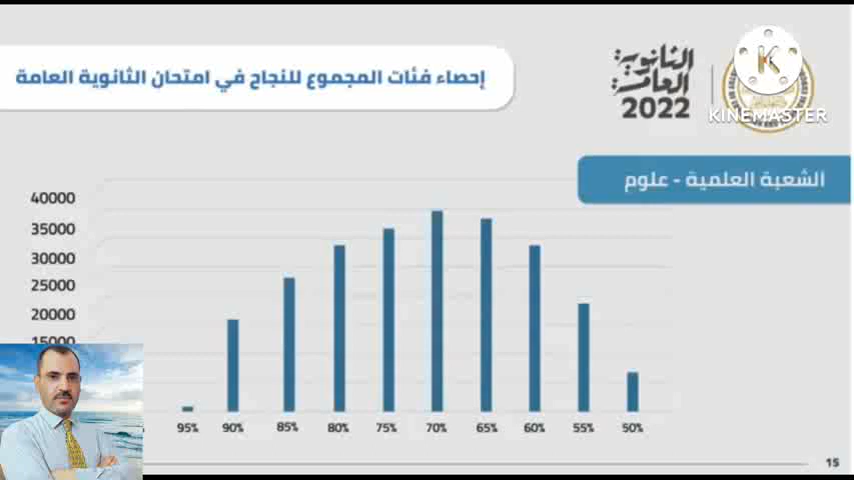 إحصاء فئات المجموع للنجاح في امتحان الثانوية العامة
الثانوية
العامة
2022
KINEMASTER
الشعبة العلمية - علوم
40000
35000
30000
25000
20000
15000
95% 90% 85% 80% 75% 70% 65% 60% 55% 50%
15